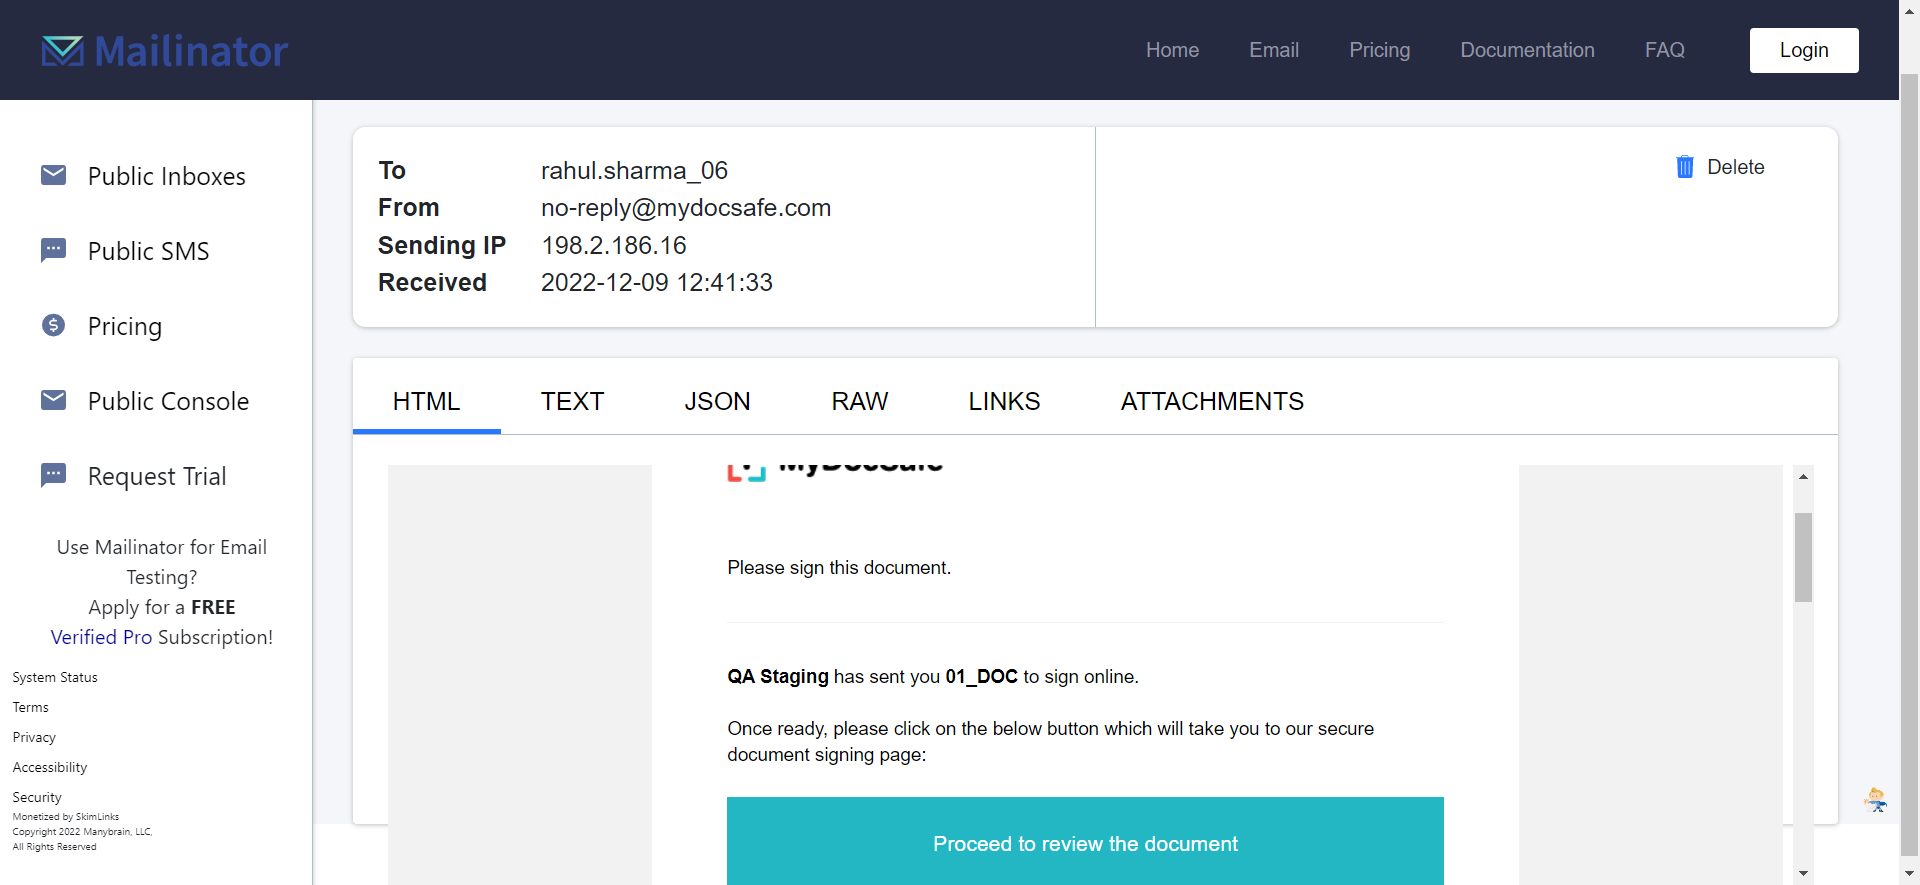 Mailinator
Home
Email
Pricing
Documentation
FAQ
Login
Public Inboxes
Public SMS
Pricing
Public Console
Request Trial
Use Mailinator for Email
Testing?
Apply for a FREE
Verified Pro Subscription!
System Status
Terms
Privacy
Accessibility
Security
Monetized by SkimLinks
Copyright 2022 Manybrain, LLC,
All Rights Reserved
To rahul.sharma_06
From no-reply@mydocsafe.com
Sending IP 198.2.186.16
Received 2022-12-09 12:41:33
Delete
HTML
TEXT
JSON
RAW
LINKS
ATTACHMENTS
MyDocSafe
Please sign this document.
QA Staging has sent you 01_DOC to sign online.
Once ready, please click on the below button which will take you to our secure
document signing page:
Proceed to review the document